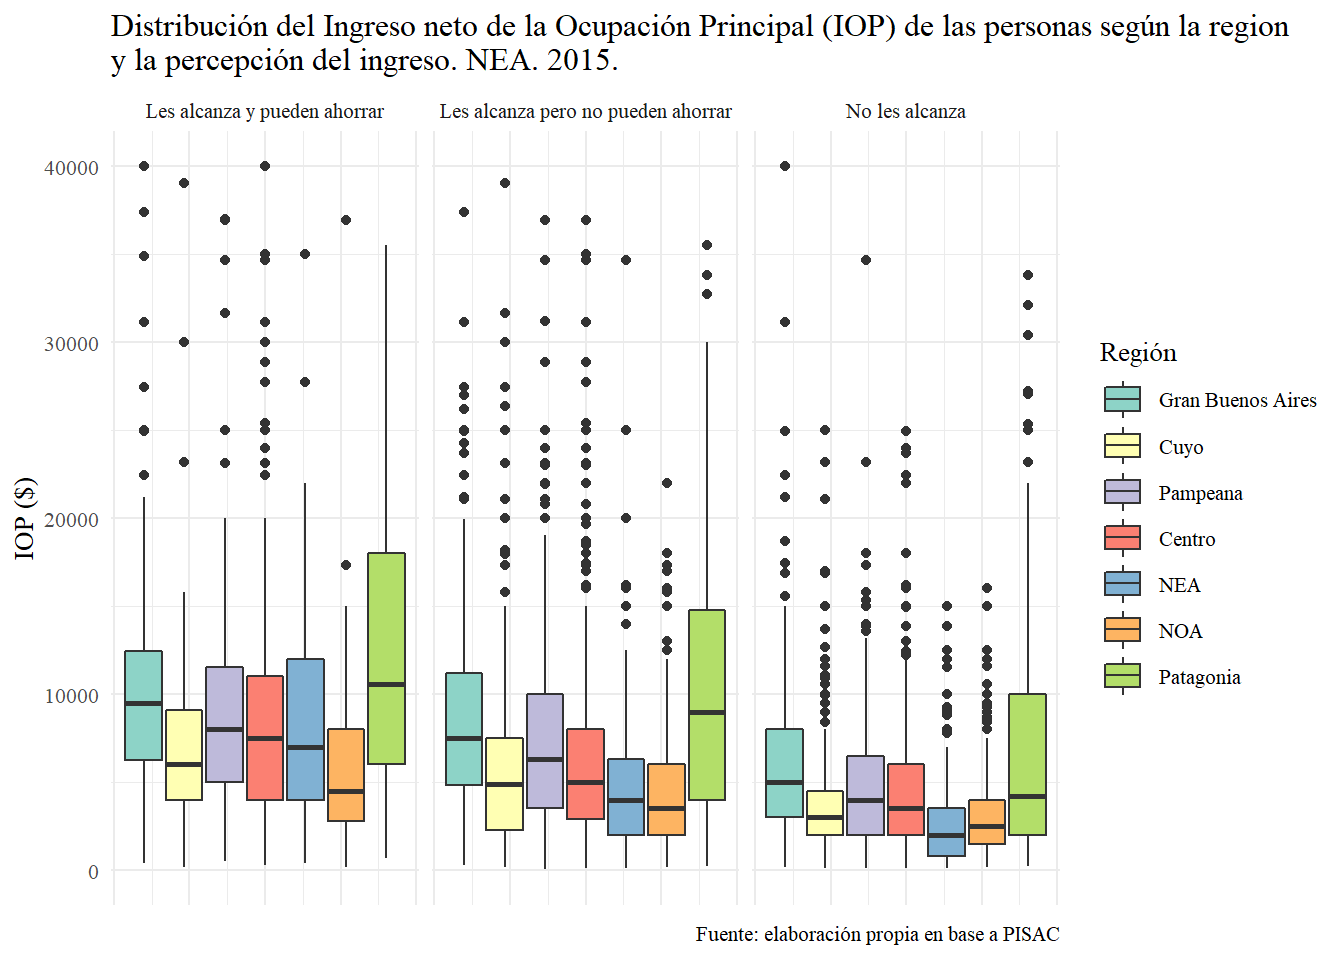 Distribución del Ingreso neto de la Ocupación Principal (IOP) de las personas según la region
y la percepción del ingreso. NEA. 2015.
Les alcanza y pueden ahorrar
Les alcanza pero no pueden ahorrar
No les alcanza
IOP ($)
40000
30000
20000
10000
0
Región
Gran Buenos Aires
Cuyo
Pampeana
Centro
NEA
NOA
Patagonia
Fuente: elaboración propia en base a PISAC